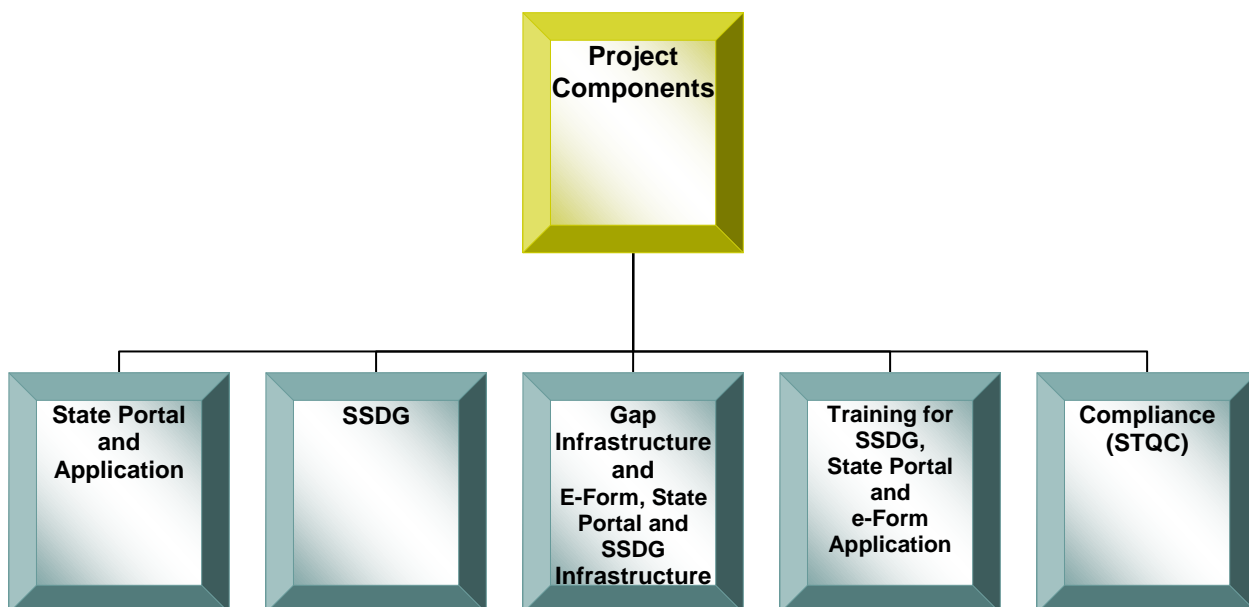 Project
Components
State Portal
and
Application
SSDG
Gap
Infrastructure
and
E-Form, State
Portal and
SSDG
Infrastructure
Training for
SSDG,
State Portal
and
e-Form
Application
Compliance
(STQC)